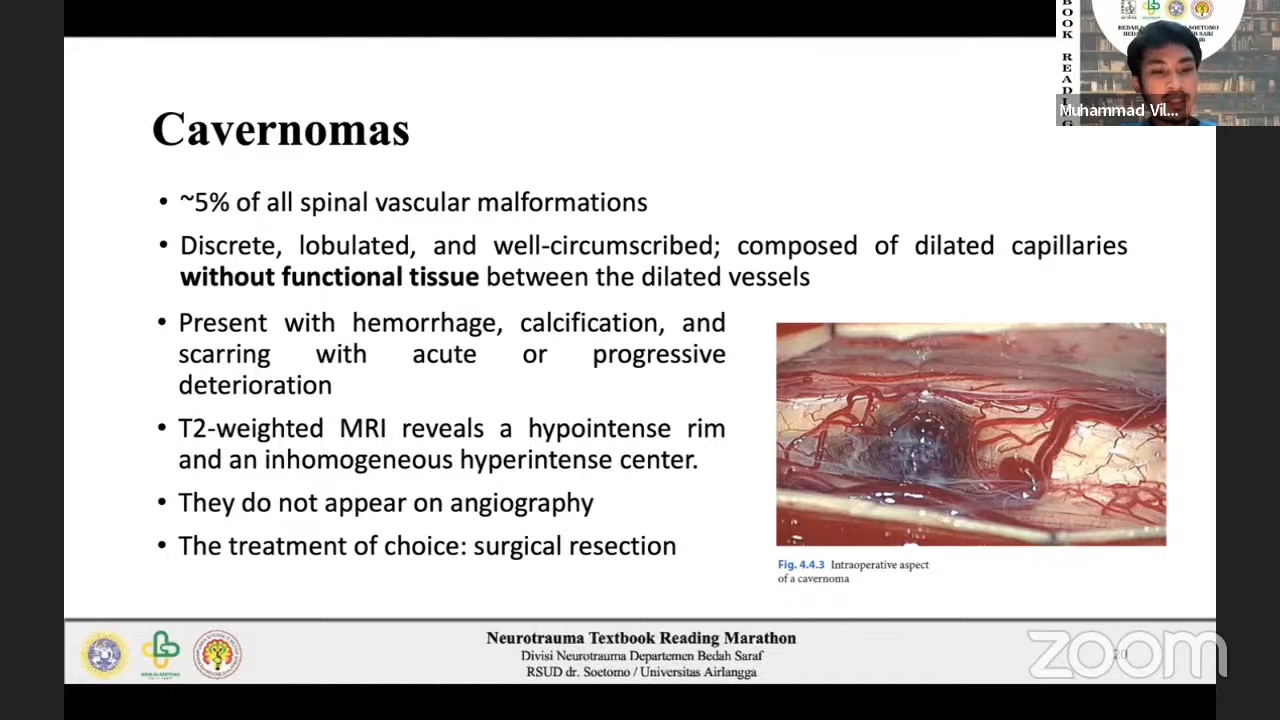 BOOK READING
Muhammad Vil...
Cavernomas
• ~5% of all spinal vascular malformations
• Discrete, lobulated, and well-circumscribed; composed of dilated capillaries
without functional tissue between the dilated vessels
• Present with hemorrhage, calcification, and
scarring with acute or progressive
deterioration
• T2-weighted MRI reveals a hypointense rim
and an inhomogeneous hyperintense center.
• They do not appear on angiography
• The treatment of choice: surgical resection
Fig. 4.4.3 Intraoperative aspect
of a cavernoma
Neurotrauma Textbook Reading Marathon
Divisi Neurotrauma Departemen Bedah Saraf
RSUD dr. Soetomo / Universitas Airlangga
zoom
20